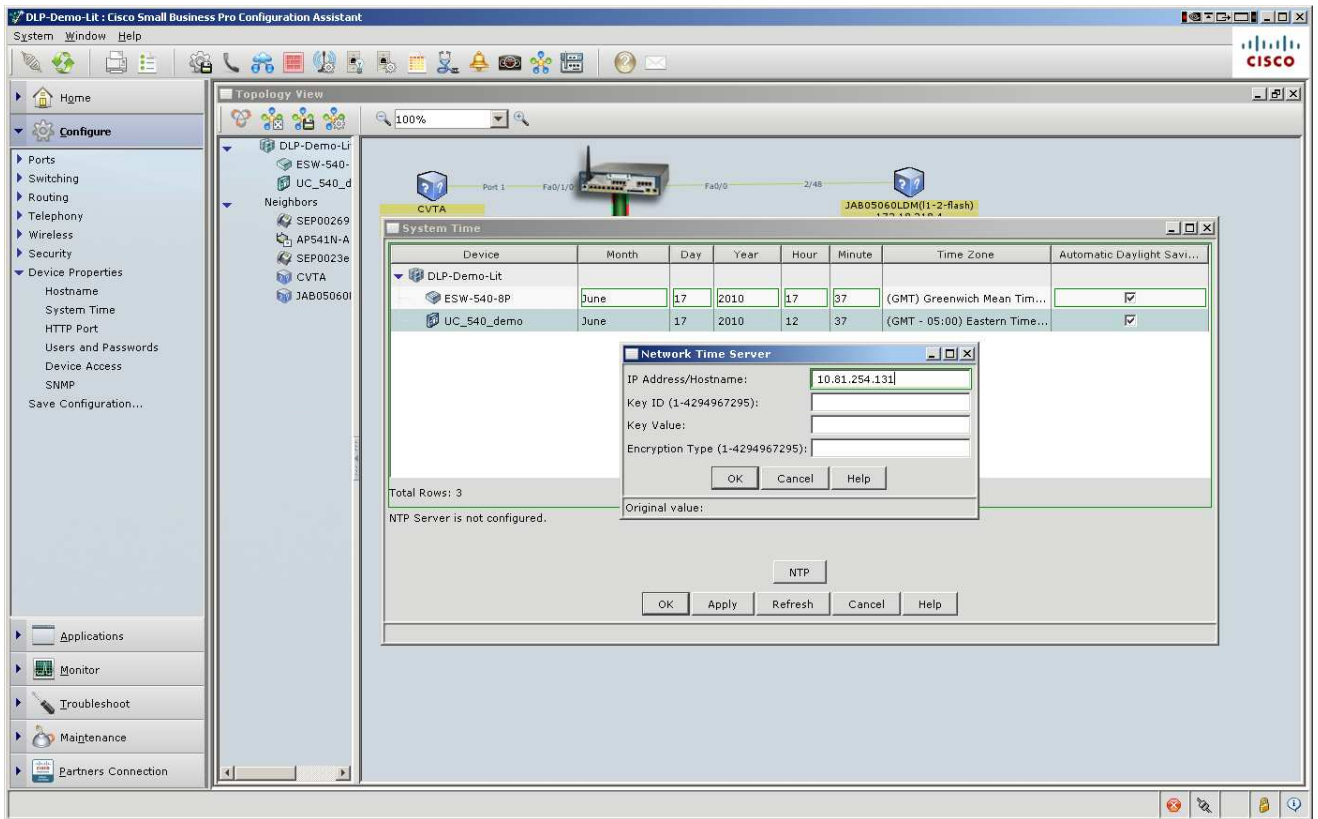 DLP-Demo-Lit : Cisco Small Business Pro Configuration Assistant
System Window Help
CISCO
Home
Configure
Ports
Switching
Routing
Telephony
Wireless
Security
Device Properties
Hostname
System Time
HTTP Port
Users and Passwords
Device Access
SNMP
Save Configuration...
Applications
Monitor
Troubleshoot
Maintenance
Partners Connection
Topology View
100%
DLP-Demo-Li
ESW-540-
UC_540_d
Neighbors
SEP00269
AP541N-A
SEP0023e
CVTA
JAB05060l
Port 1 Fa0/1/0 Fa0/0 2/48
CVTA
JAB05060LDM(l1-2-flash)
System Time
Device Month Day Year Hour Minute Time Zone Automatic Daylight Savi...
DLP-Demo-Lit
ESW-540-8P June 17 2010 17 37 (GMT) Greenwich Mean Tim...
UC_540_demo June 17 2010 12 37 (GMT - 05:00) Eastern Time...
Total Rows: 3
NTP Server is not configured.
NTP
OK Apply Refresh Cancel Help
Network Time Server
IP Address/Hostname: 10.81.254.131
Key ID (1-4294967295):
Key Value:
Encryption Type (1-4294967295):
OK Cancel Help
Original value: